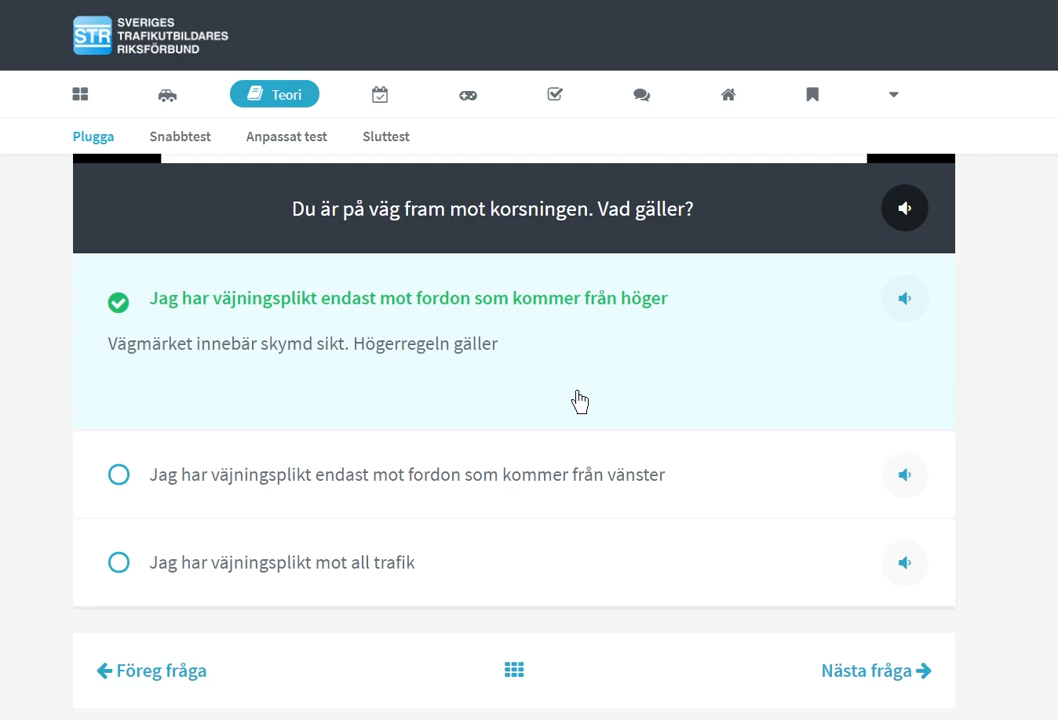 STR
SVERIGES
TRAFIKUTBILDARES
RIKSFÖRBUND
Teori
Plugga
Snabbtest
Anpassat test
Sluttest
Du är på väg fram mot korsningen. Vad gäller?
Jag har väjningsplikt endast mot fordon som kommer från höger
Vägmärket innebär skymd sikt. Högerregeln gäller
Jag har väjningsplikt endast mot fordon som kommer från vänster
Jag har väjningsplikt mot all trafik
Föreg fråga
Nästa fråga